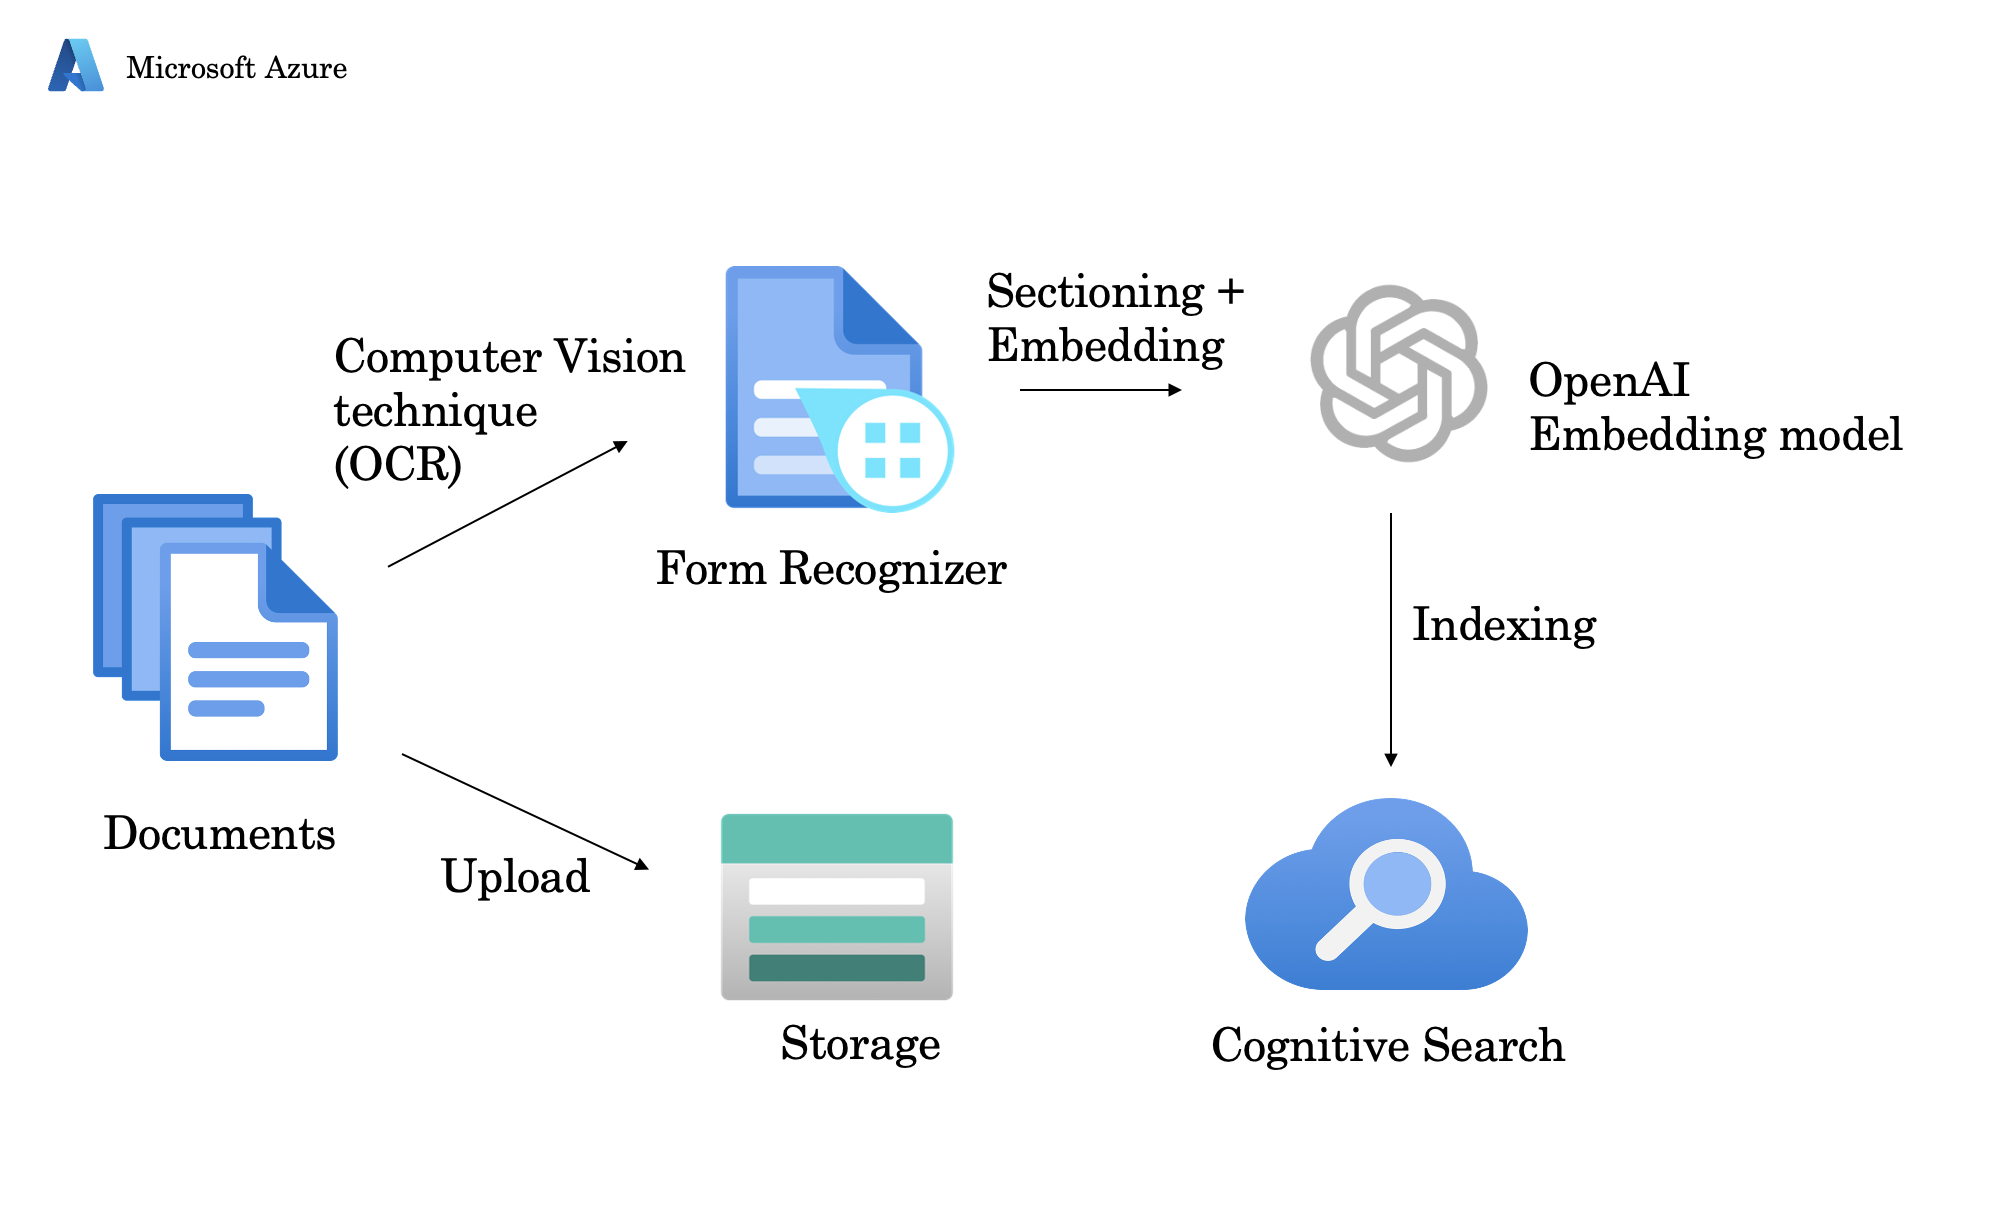 Microsoft Azure
Computer Vision
technique
(OCR)
Sectioning +
Embedding
OpenAI
Embedding model
Form Recognizer
Indexing
Documents
Upload
Storage
Cognitive Search